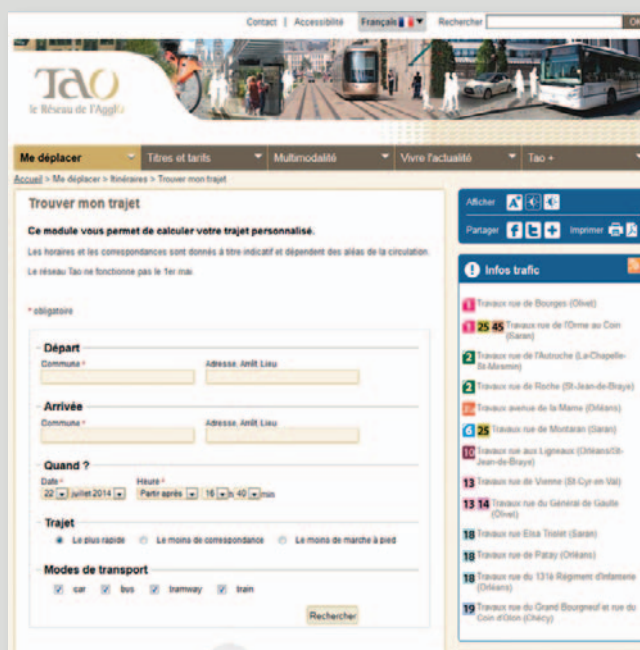 Contact | Accessibilité Français Rechercher OK
TAO
le Réseau de l'Agglo
Me déplacer Titres et tarifs Multimodalité Vivre l'actualité Tao +
Accueil > Me déplacer > Itinéraires > Trouver mon trajet
Trouver mon trajet
Ce module vous permet de calculer votre trajet personnalisé.
Les horaires et les correspondances sont donnés à titre indicatif et dépendent des aléas de la circulation.
Le réseau Tao ne fonctionne pas le 1er mai.
* obligatoire
Départ
Commune * Adresse, Arrêt, Lieu
Arrivée
Commune * Adresse, Arrêt, Lieu
Quand ?
Date * Heure *
22 juillet 2014 Partir après 16 h 40 min
Trajet
Le plus rapide Le moins de correspondance Le moins de marche à pied
Modes de transport
car bus tramway train
Rechercher
Afficher A
Partager f t + Imprimer
Infos trafic
1 Travaux rue de Bourges (Olivet)
1 25 45 Travaux rue de l'Orme au Coin
(Saran)
2 Travaux rue de l'Autruche (La-Chapelle-
St-Mesmin)
2 Travaux rue de Roche (St-Jean-de-Braye)
Travaux avenue de la Marne (Orléans)
6 25 Travaux rue de Montaran (Saran)
10 Travaux rue aux Ligneaux (Orléans/St-
Jean-de-Braye)
13 Travaux rue de Vienne (St-Cyr-en-Val)
13 14 Travaux rue du Général de Gaulle
(Olivet)
18 Travaux rue Elsa Triolet (Saran)
18 Travaux rue de Patay (Orléans)
18 Travaux rue du 131è Régiment d'Infanterie
(Orléans)
19 Travaux rue du Grand Bourgneuf et rue du
Coin d'Olon (Chécy)